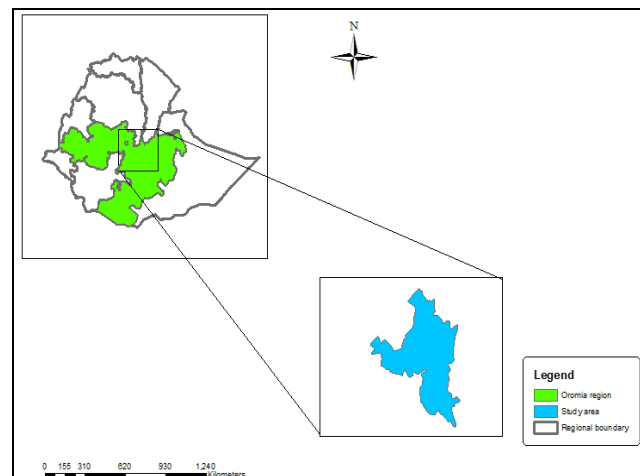 N
Legend
Oromia region
Study area
Regional boundary
0 155 310 620 930 1,240
Kilometers